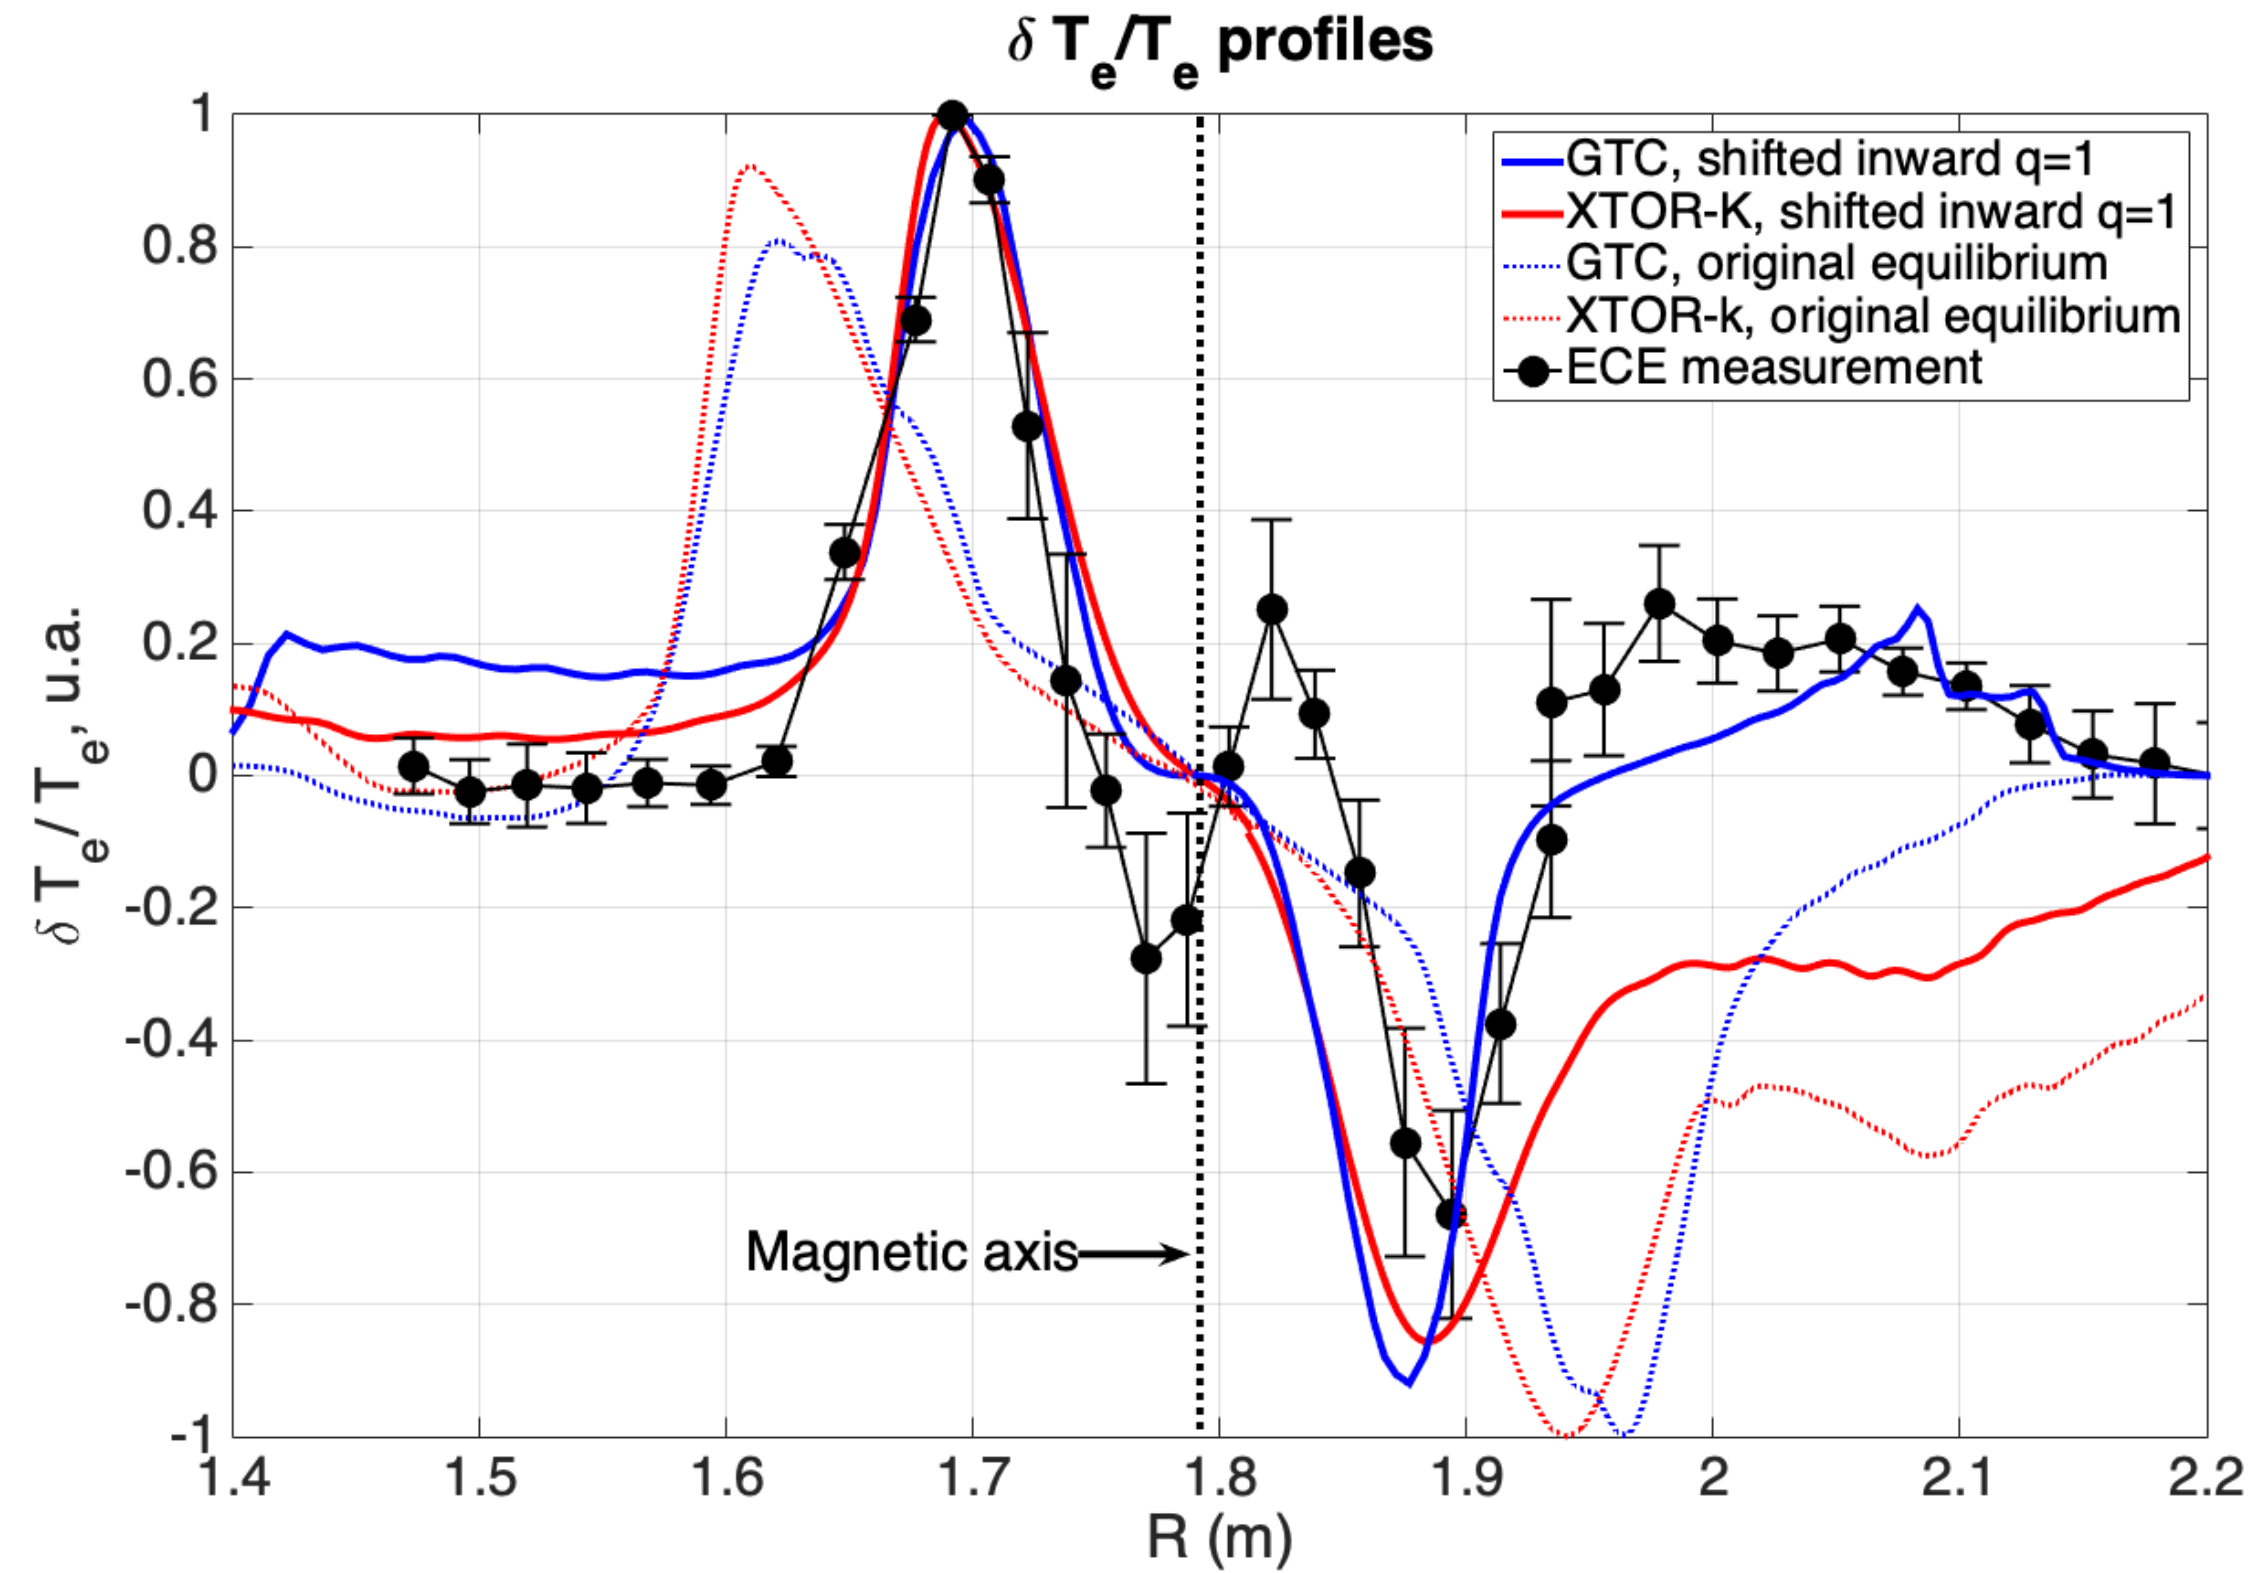 δ Te/Te profiles
1
0.8
0.6
0.4
0.2
0
-0.2
-0.4
-0.6
-0.8
-1
δ Te / Te, u.a.
GTC, shifted inward q=1
XTOR-K, shifted inward q=1
GTC, original equilibrium
XTOR-k, original equilibrium
ECE measurement
Magnetic axis
1.4 1.5 1.6 1.7 1.8 1.9 2 2.1 2.2
R (m)